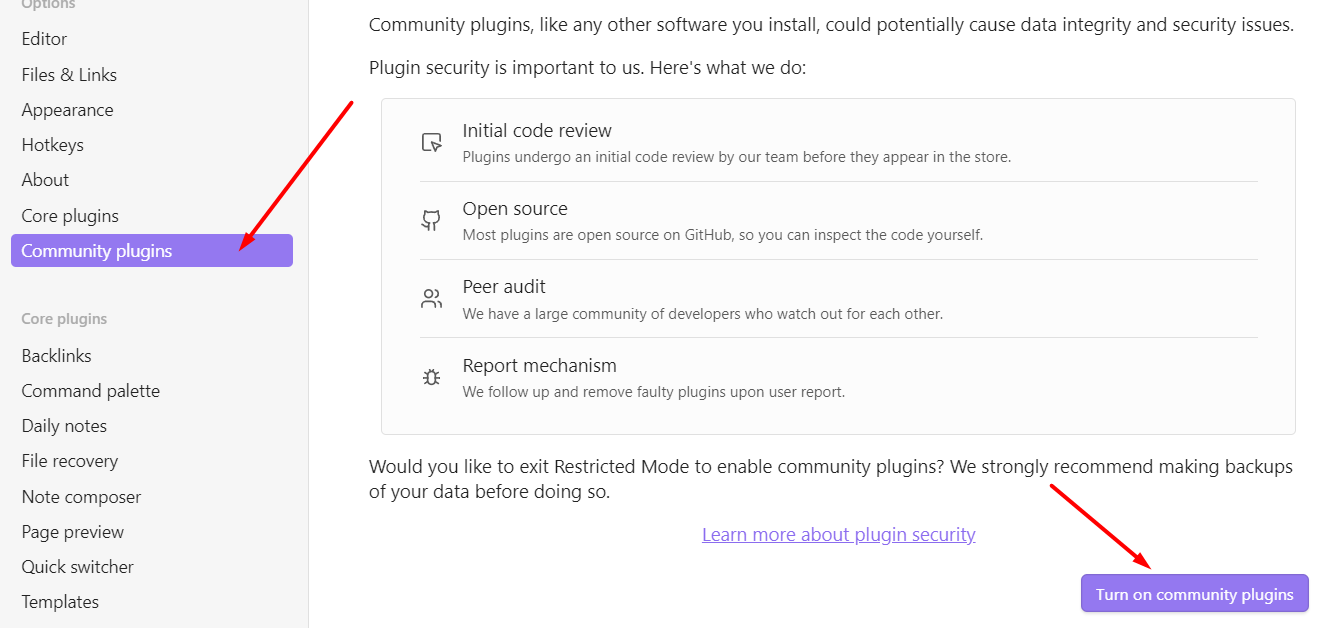 Options
Editor
Files & Links
Appearance
Hotkeys
About
Core plugins
Community plugins
Core plugins
Backlinks
Command palette
Daily notes
File recovery
Note composer
Page preview
Quick switcher
Templates
Community plugins, like any other software you install, could potentially cause data integrity and security issues.
Plugin security is important to us. Here's what we do:
Initial code review
Plugins undergo an initial code review by our team before they appear in the store.
Open source
Most plugins are open source on GitHub, so you can inspect the code yourself.
Peer audit
We have a large community of developers who watch out for each other.
Report mechanism
We follow up and remove faulty plugins upon user report.
Would you like to exit Restricted Mode to enable community plugins? We strongly recommend making backups
of your data before doing so.
Learn more about plugin security
Turn on community plugins